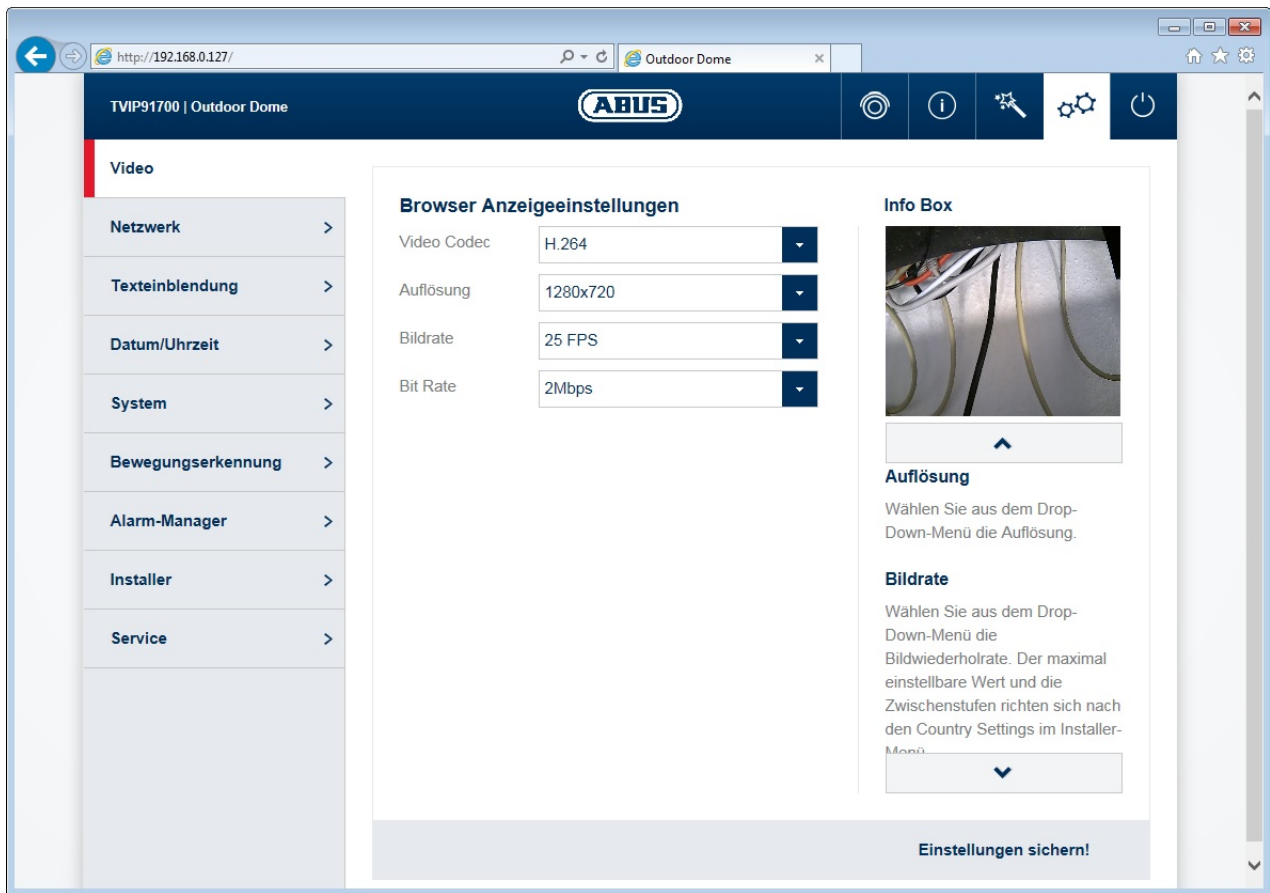 http://192.168.0.127/
Outdoor Dome
TVIP91700 | Outdoor Dome
ABUS
Video
Netzwerk
Texteinblendung
Datum/Uhrzeit
System
Bewegungserkennung
Alarm-Manager
Installer
Service
Browser Anzeigeeinstellungen
Video Codec
H.264
Auflösung
1280x720
Bildrate
25 FPS
Bit Rate
2Mbps
Info Box
Auflösung
Wählen Sie aus dem Drop-
Down-Menü die Auflösung.
Bildrate
Wählen Sie aus dem Drop-
Down-Menü die
Bildwiederholrate. Der maximal
einstellbare Wert und die
Zwischenstufen richten sich nach
den Country Settings im Installer-
Menü
Einstellungen sichern!